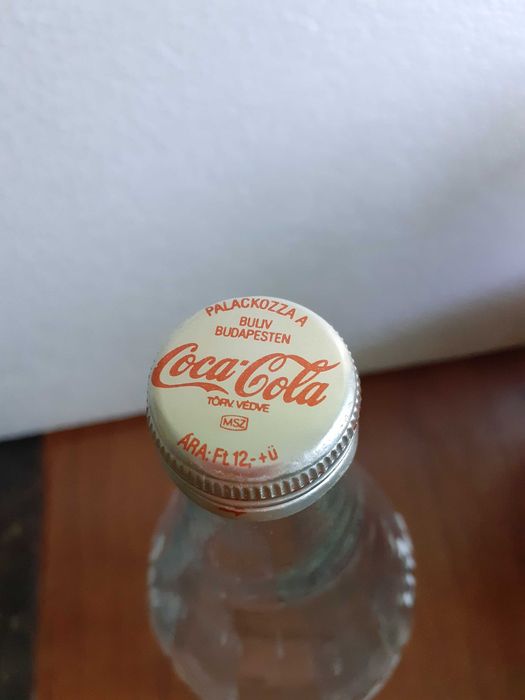 PALACKOZZA A
BULIV
BUDAPESTEN
Coca-Cola
TÖRV. VÉDVE
MSZ
ÁRA: Ft. 12,- +Ü